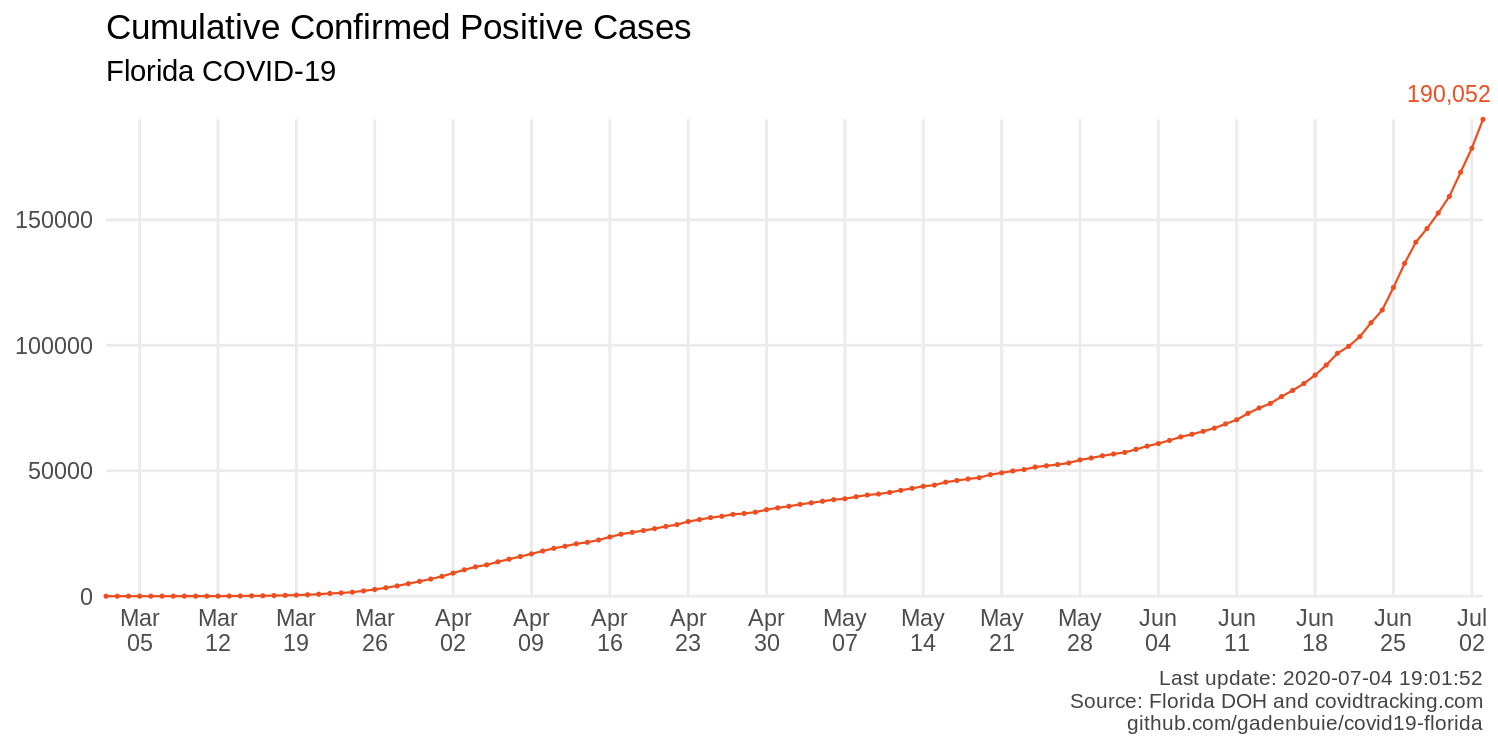 Cumulative Confirmed Positive Cases
Florida COVID-19
190,052
150000
100000
50000
0
Mar Mar Mar Mar Apr Apr Apr Apr Apr May May May May Jun Jun Jun Jun Jul
05 12 19 26 02 09 16 23 30 07 14 21 28 04 11 18 25 02
Last update: 2020-07-04 19:01:52
Source: Florida DOH and covidtracking.com
github.com/gadenbuie/covid19-florida